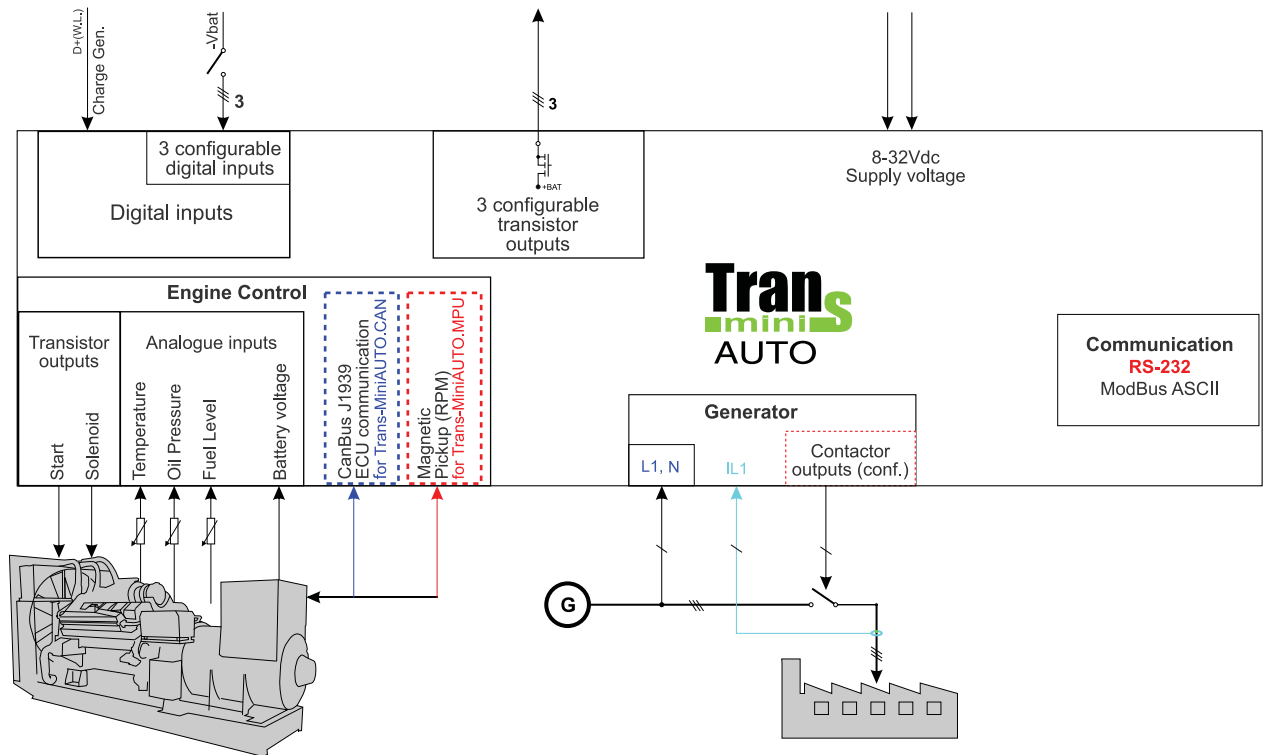 D+(W.L.)
Charge Gen.
-Vbat
3
3
3 configurable
digital inputs
Digital inputs
+BAT
3 configurable
transistor
outputs
8-32Vdc
Supply voltage
Engine Control
Transistor
outputs
Start
Solenoid
Analogue inputs
Temperature
Oil Pressure
Fuel Level
Battery voltage
CanBus J1939
ECU communication
for Trans-MiniAUTO.CAN
Magnetic
Pickup (RPM)
for Trans-MiniAUTO.MPU
Trans
mini
AUTO
Communication
RS-232
ModBus ASCII
Generator
L1, N
IL1
Contactor
outputs (conf.)
G